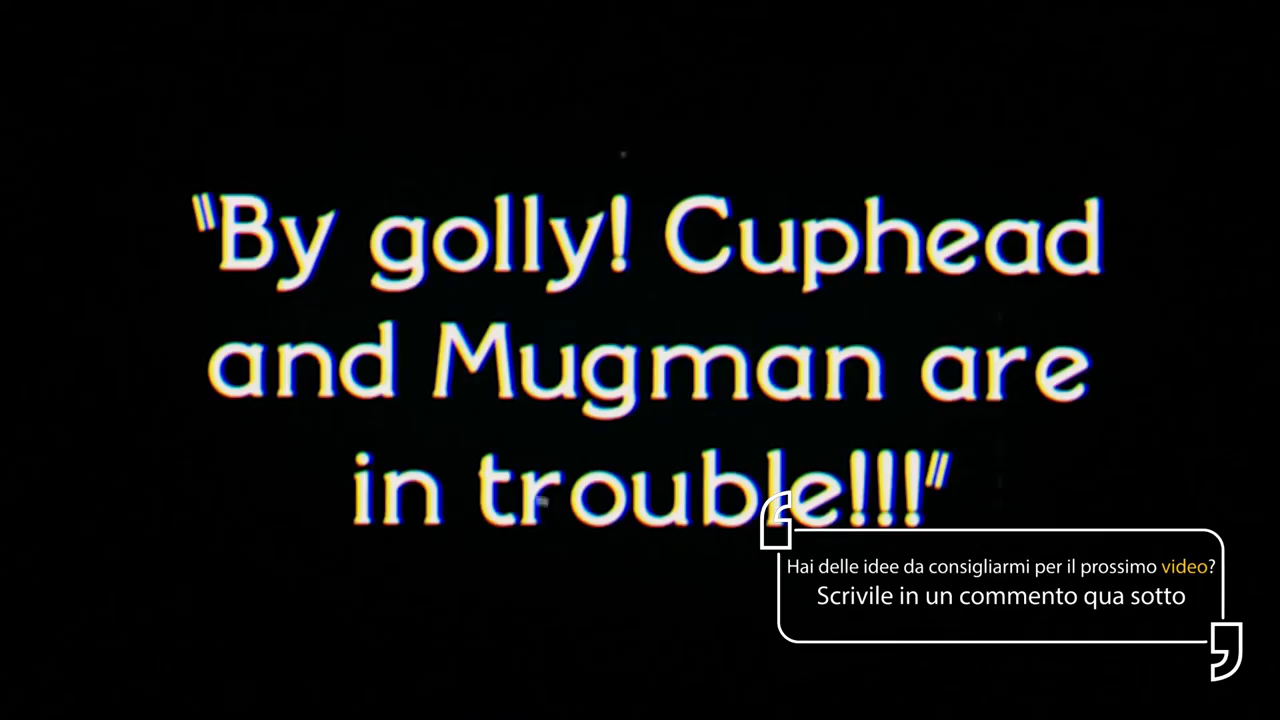 "By golly! Cuphead
and Mugman are
in trouble!!!"
Hai delle idee da consigliarmi per il prossimo video?
Scrivile in un commento qua sotto